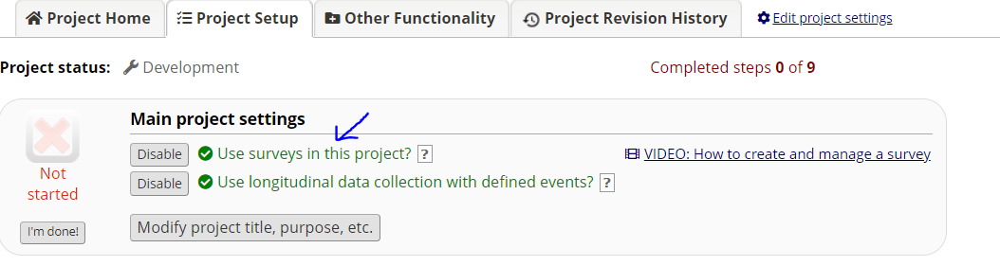 Project Home Project Setup Other Functionality Project Revision History Edit project settings
Project status: Development Completed steps 0 of 9
Main project settings
Disable Use surveys in this project? ? VIDEO: How to create and manage a survey
Not started
Disable Use longitudinal data collection with defined events? ?
I'm done!
Modify project title, purpose, etc.